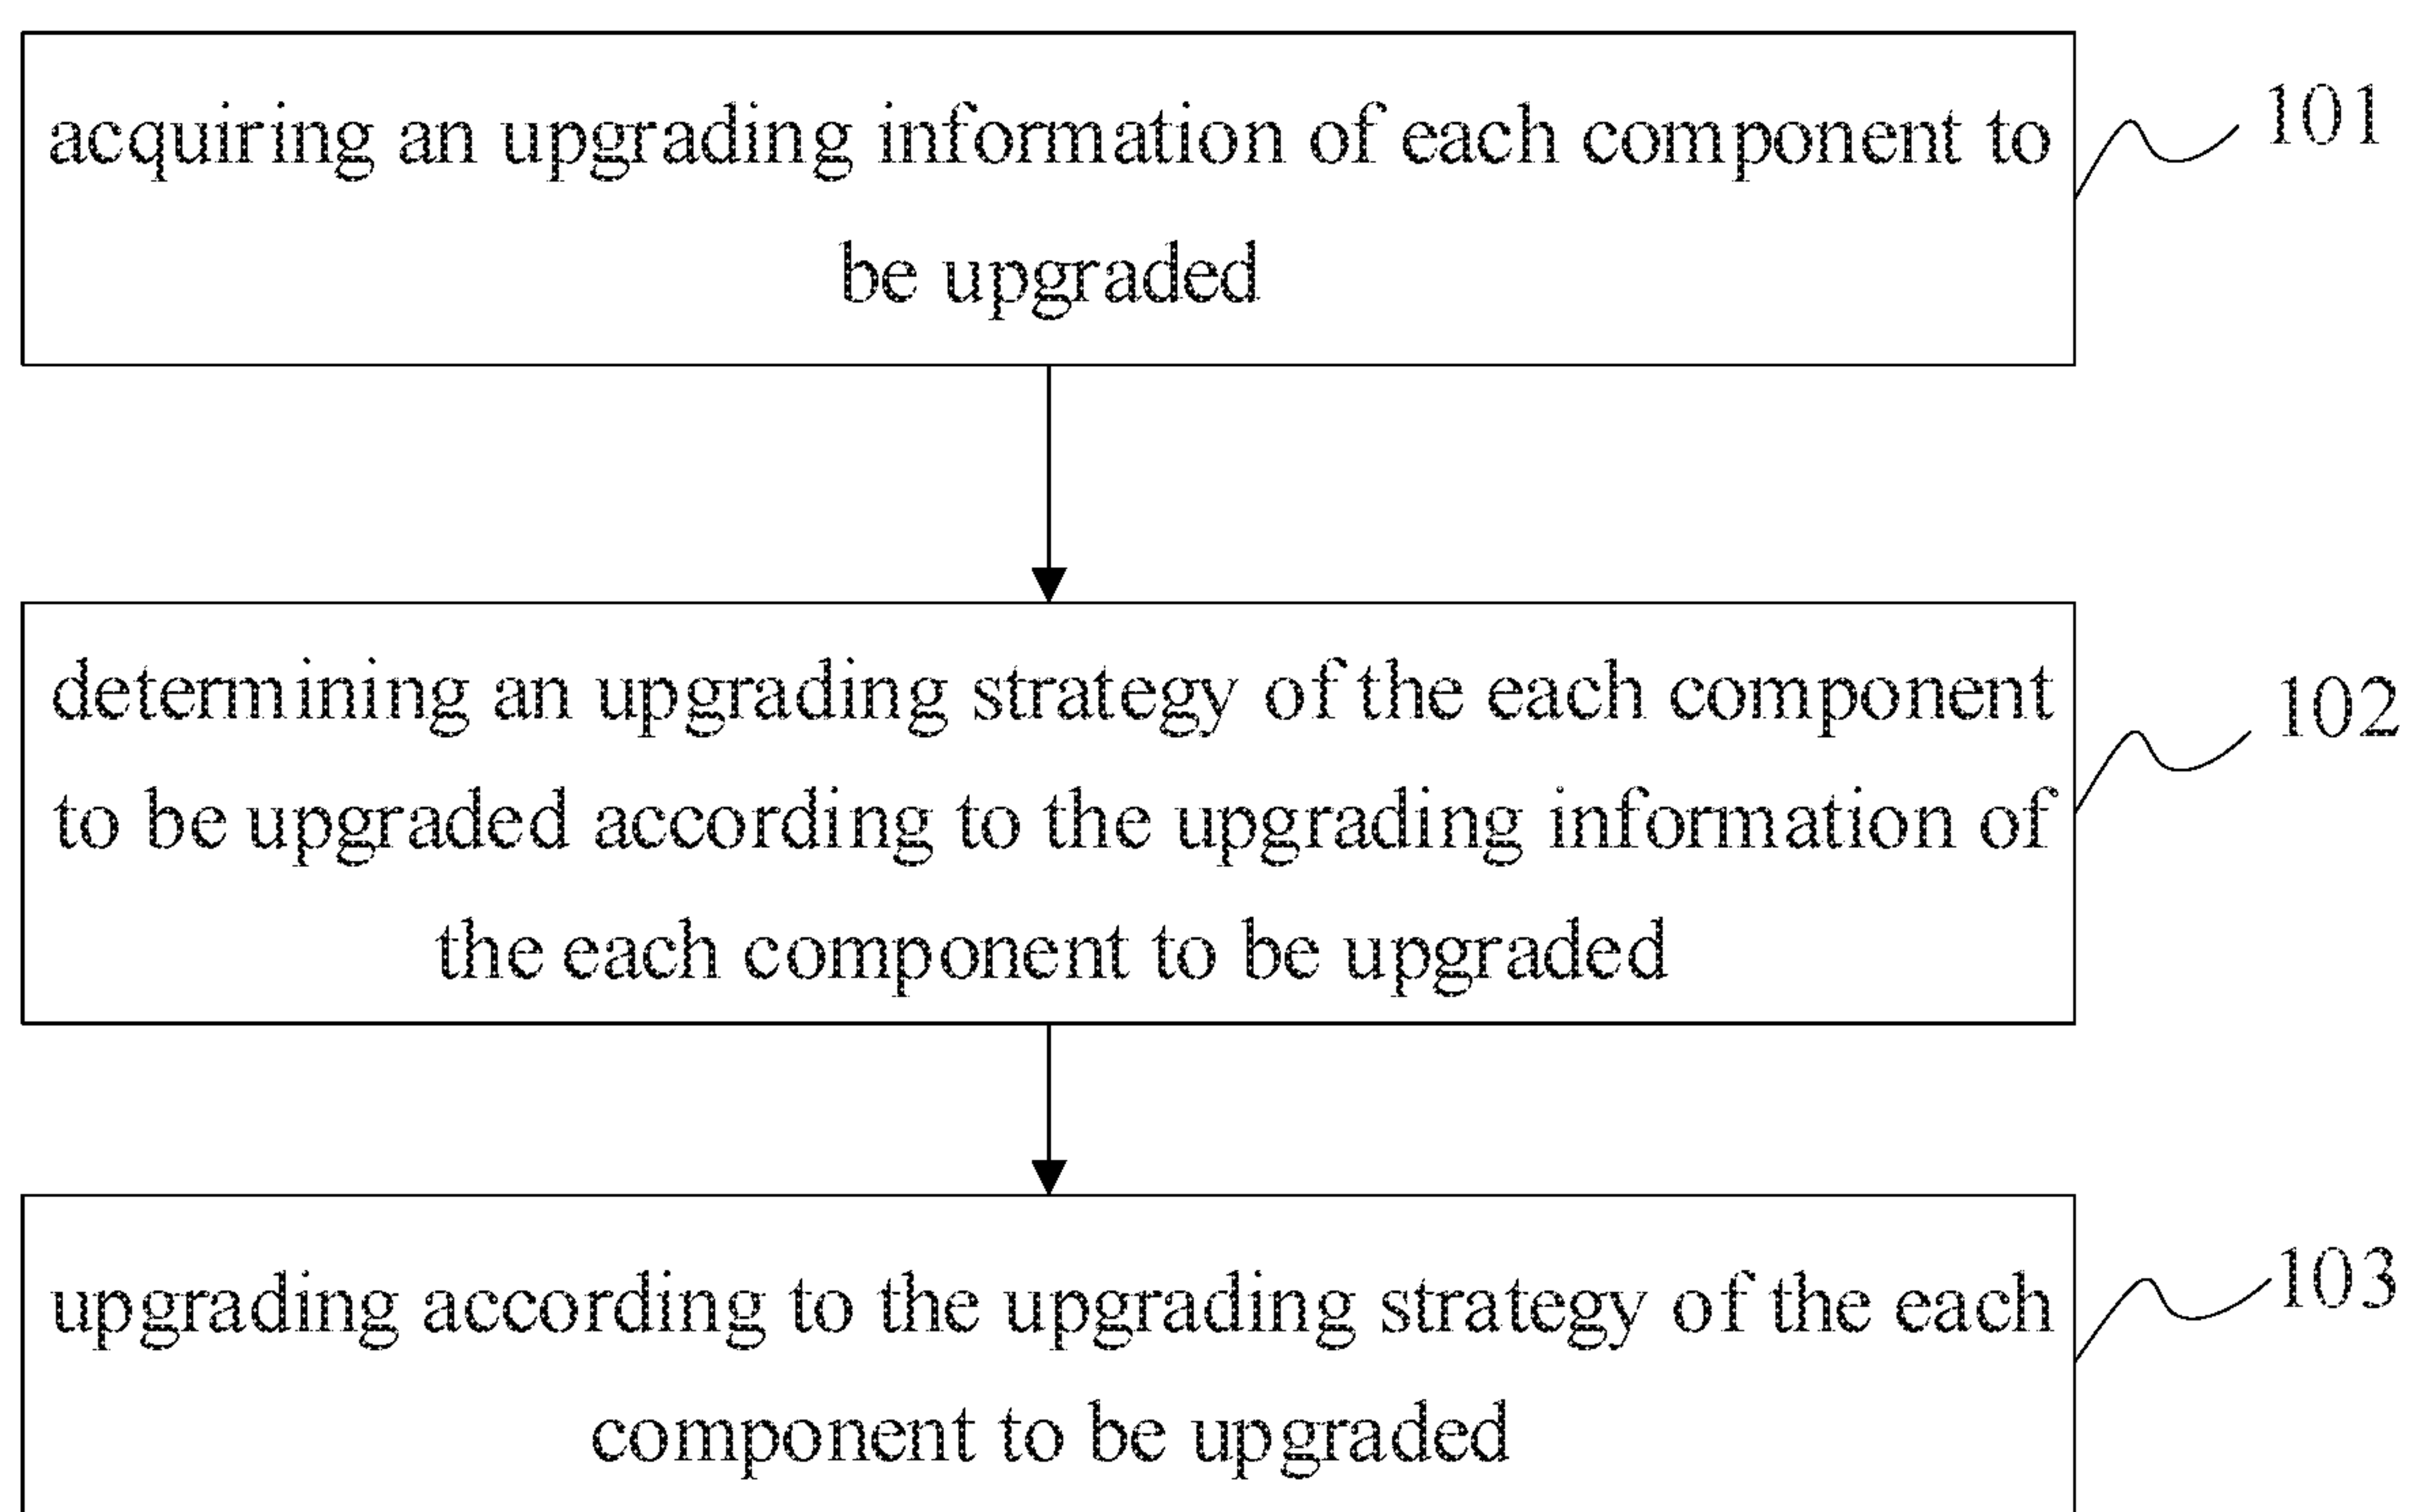 acquiring an upgrading information of each component to
be upgraded
101
determining an upgrading strategy of the each component
to be upgraded according to the upgrading information of
the each component to be upgraded
102
upgrading according to the upgrading strategy of the each
component to be upgraded
103